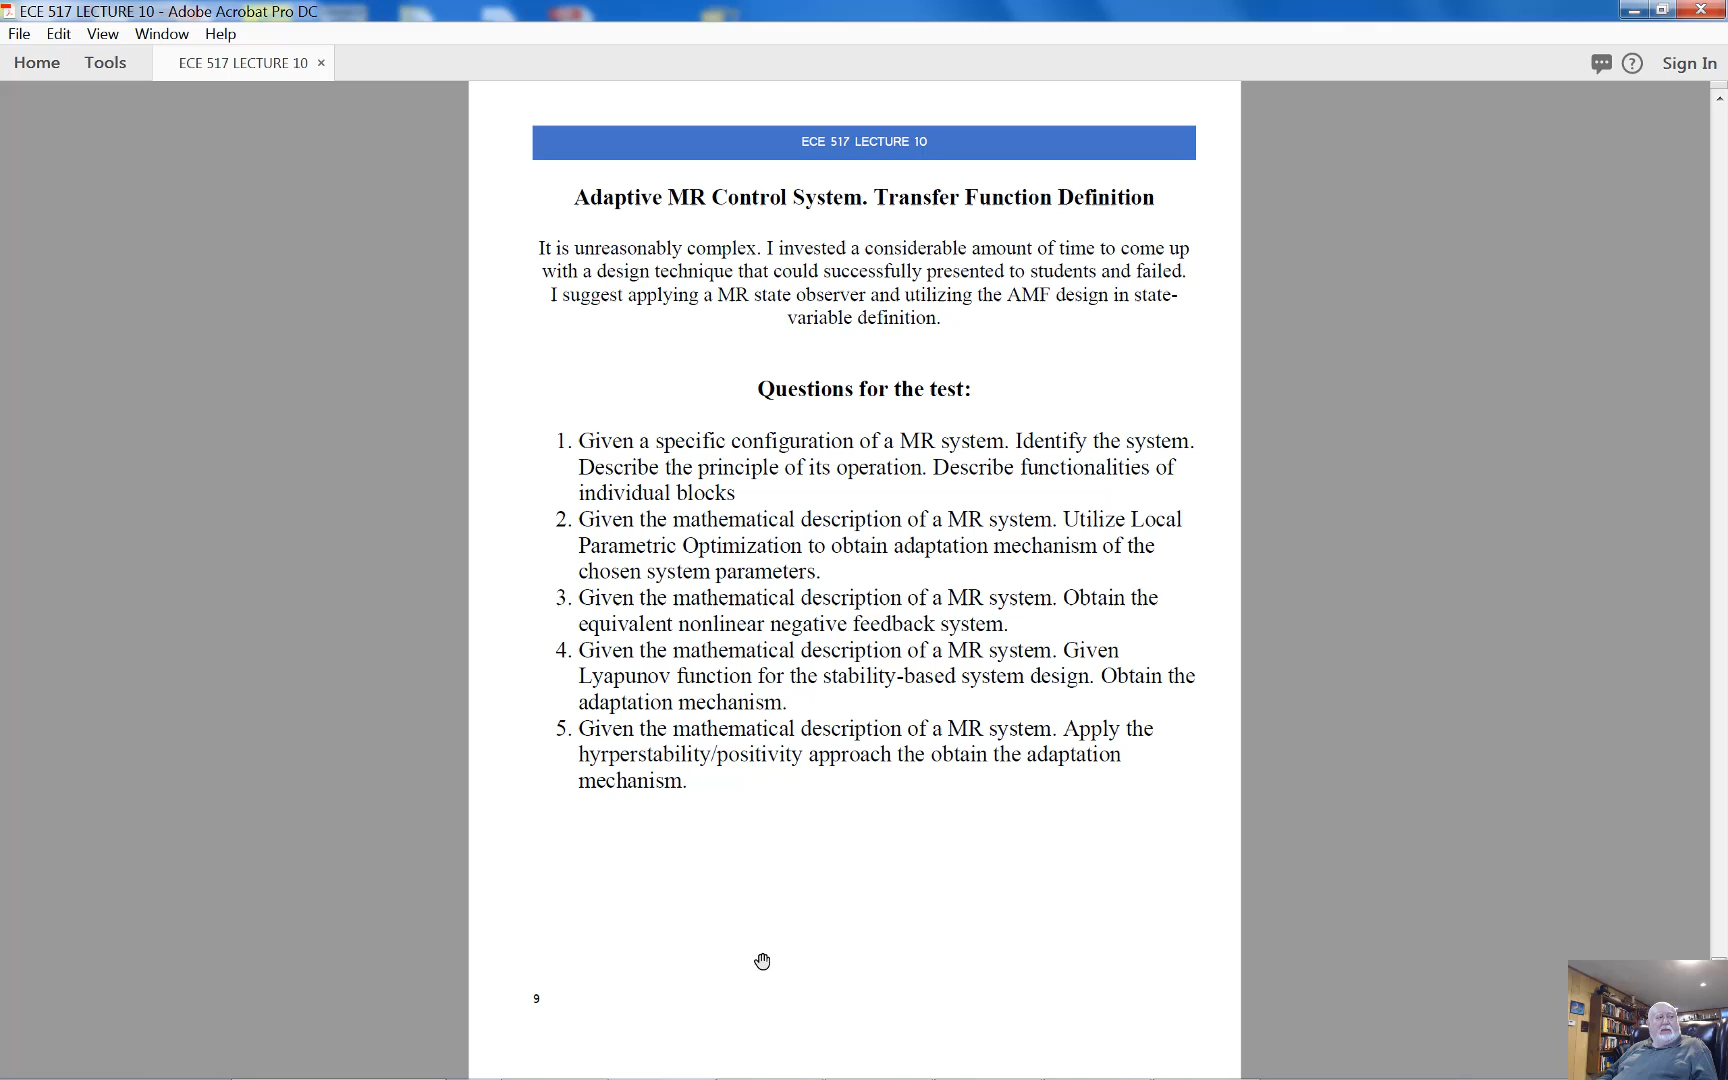 ECE 517 LECTURE 10 - Adobe Acrobat Pro DC
File Edit View Window Help
Home Tools ECE 517 LECTURE 10 × Sign In
ECE 517 LECTURE 10
Adaptive MR Control System. Transfer Function Definition
It is unreasonably complex. I invested a considerable amount of time to come up
with a design technique that could successfully presented to students and failed.
I suggest applying a MR state observer and utilizing the AMF design in state-
variable definition.
Questions for the test:
1. Given a specific configuration of a MR system. Identify the system.
Describe the principle of its operation. Describe functionalities of
individual blocks
2. Given the mathematical description of a MR system. Utilize Local
Parametric Optimization to obtain adaptation mechanism of the
chosen system parameters.
3. Given the mathematical description of a MR system. Obtain the
equivalent nonlinear negative feedback system.
4. Given the mathematical description of a MR system. Given
Lyapunov function for the stability-based system design. Obtain the
adaptation mechanism.
5. Given the mathematical description of a MR system. Apply the
hyrperstability/positivity approach the obtain the adaptation
mechanism.
9